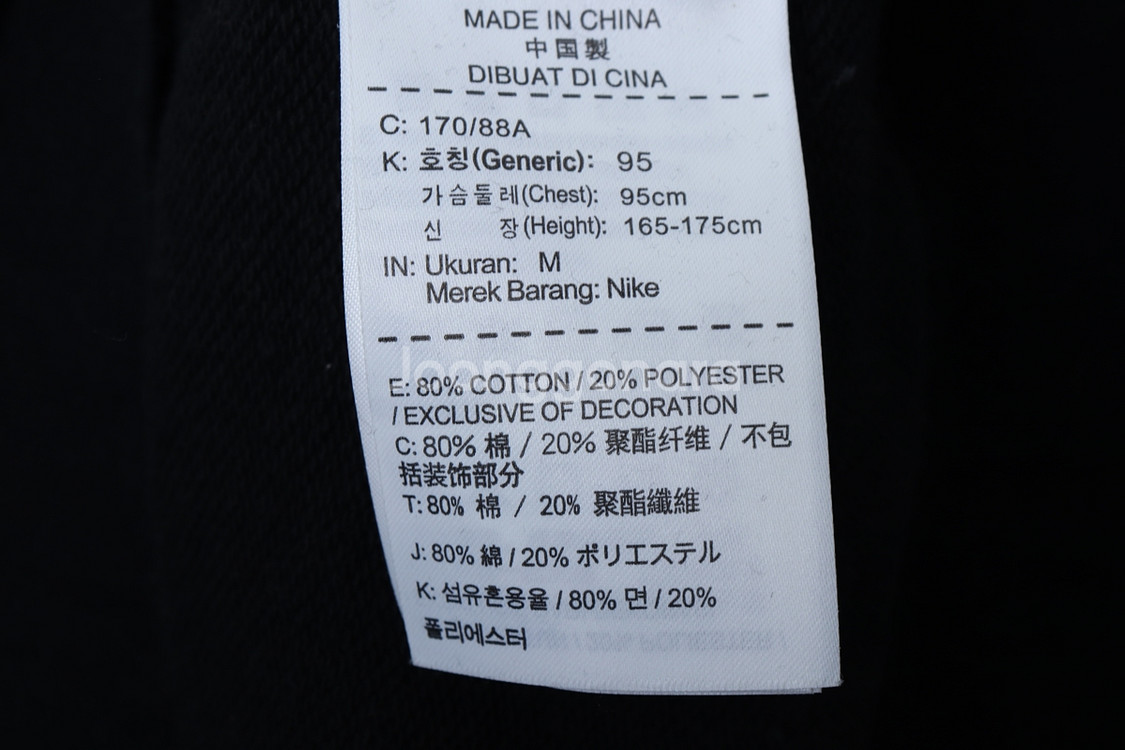 MADE IN CHINA
中国製
DIBUAT DI CINA
C: 170/88A
K: 호칭(Generic): 95
가슴둘레(Chest): 95cm
신 장(Height): 165-175cm
IN: Ukuran: M
Merek Barang: Nike
loonggonara
E: 80% COTTON / 20% POLYESTER
/ EXCLUSIVE OF DECORATION
C: 80% 棉 / 20% 聚酯纤维 / 不包
括装饰部分
T: 80% 棉 / 20% 聚酯纖維
J: 80% 綿 / 20% ポリエステル
K: 섬유혼용율 / 80% 면 / 20%
폴리에스터